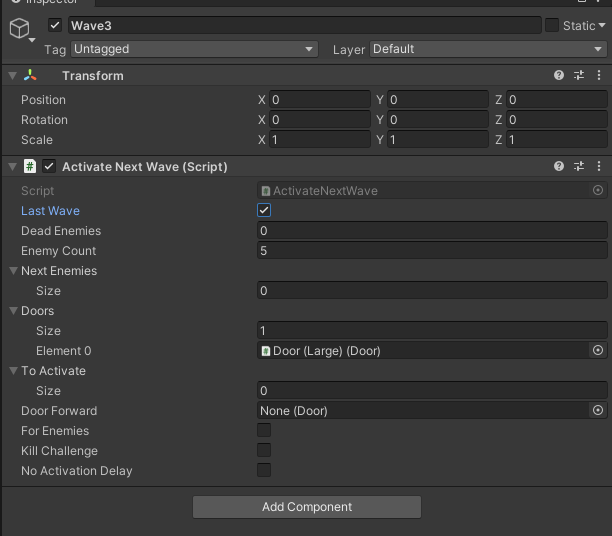 Inspector
Wave3 Static
Tag Untagged Layer Default
Transform
Position X 0 Y 0 Z 0
Rotation X 0 Y 0 Z 0
Scale X 1 Y 1 Z 1
# Activate Next Wave (Script)
Script # ActivateNextWave
Last Wave
Dead Enemies 0
Enemy Count 5
Next Enemies
Size 0
Doors
Size 1
Element 0 # Door (Large) (Door)
To Activate
Size 0
Door Forward None (Door)
For Enemies
Kill Challenge
No Activation Delay
Add Component